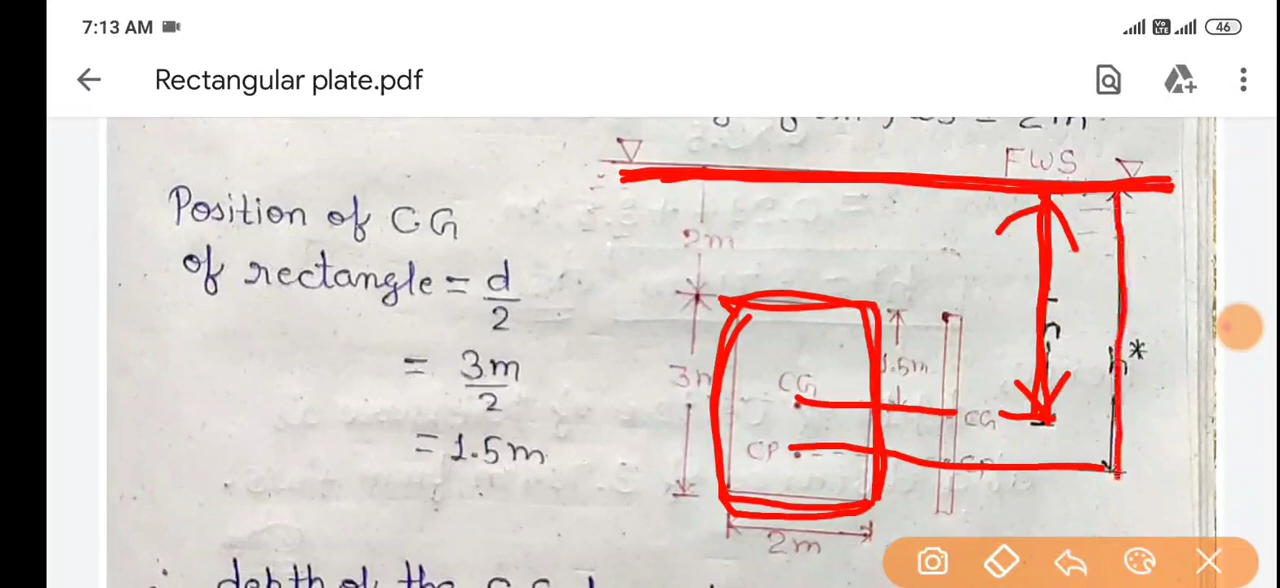 7:13 AM
46
Rectangular plate.pdf
FWS
Position of CG
of rectangle = d/2
= 3m/2
= 1.5m
2m
3m
1.5m
CG
CG
CP
CP
h*
2m